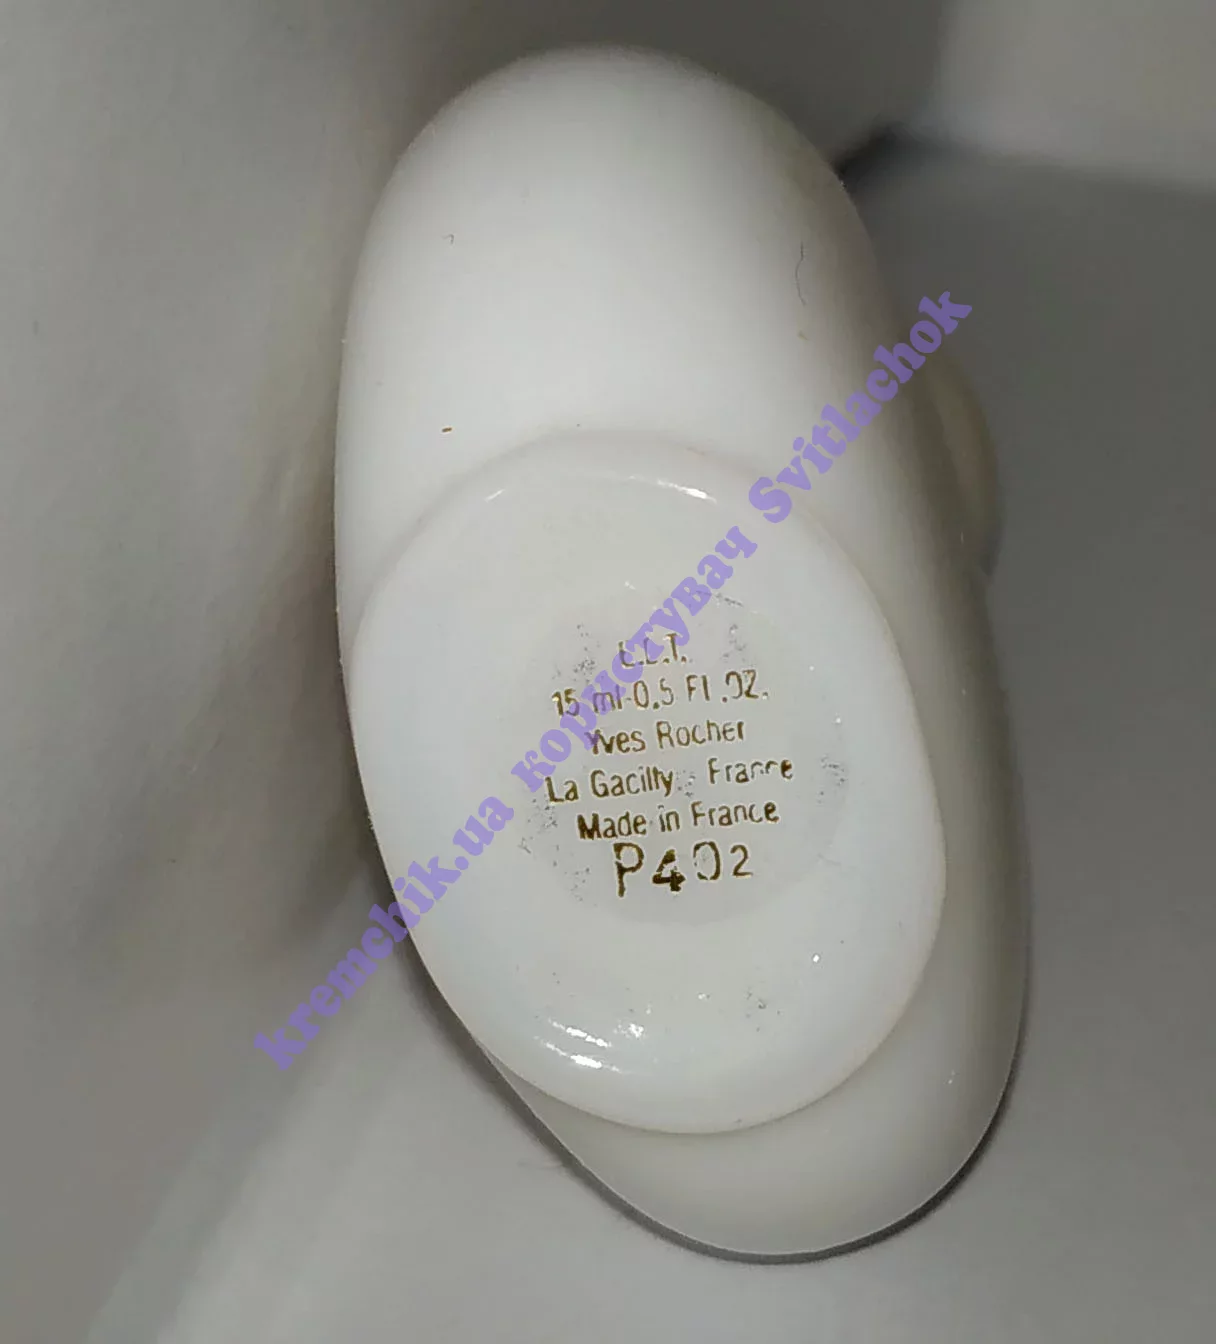 15 ml-0.5 Fl.OZ.
Yves Rocher
La Gacilly - France
Made in France
P402
kremchik.ua користувач Svitlachok